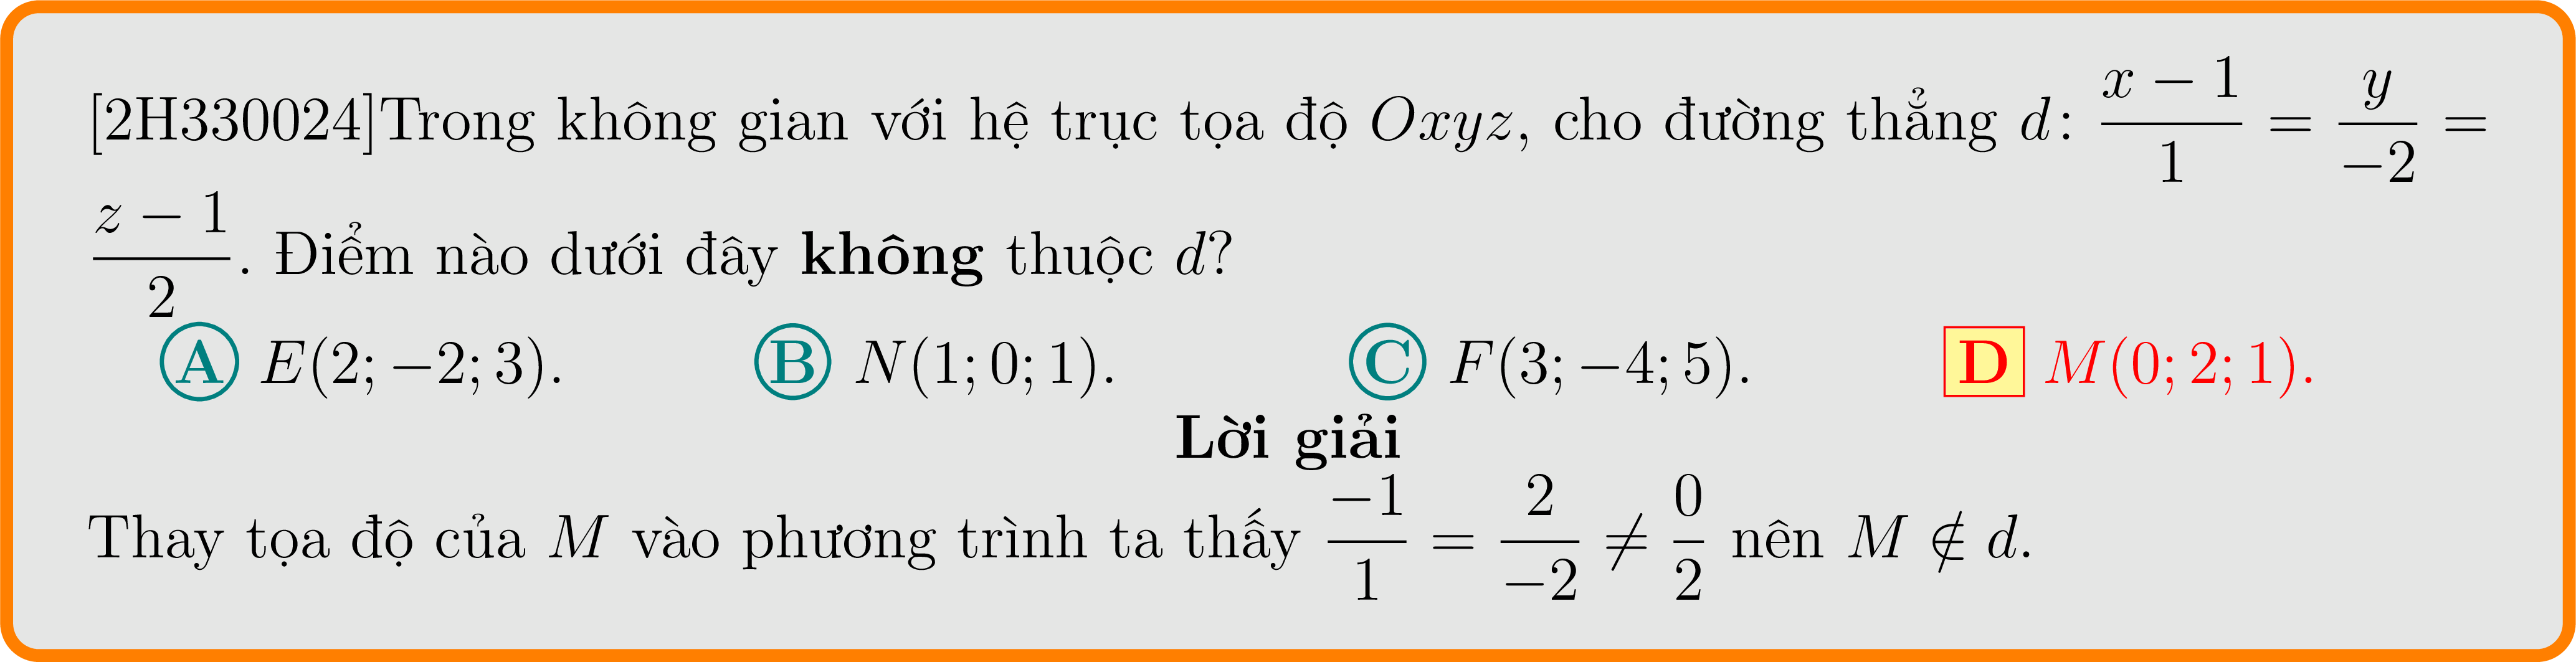 [2H330024]Trong không gian với hệ trục tọa độ Oxyz, cho đường thẳng d: \frac{x-1}{1} = \frac{y}{-2} =
\frac{z-1}{2}. Điểm nào dưới đây không thuộc d?
A E(2; −2; 3). B N(1; 0; 1). C F(3; −4; 5). D M(0; 2; 1).
Lời giải
Thay tọa độ của M vào phương trình ta thấy \frac{-1}{1} = \frac{2}{-2} ≠ \frac{0}{2} nên M ∉ d.